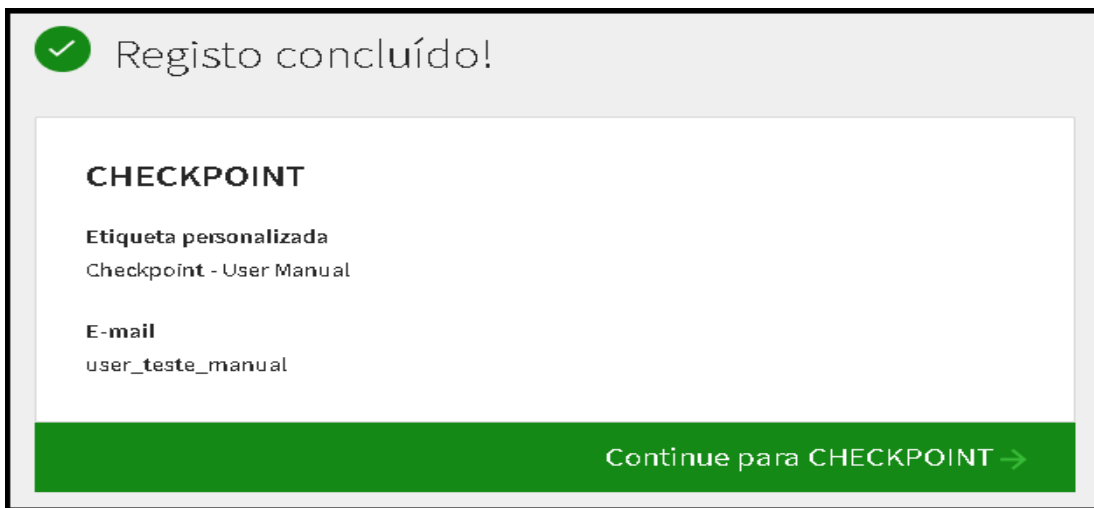 Registo concluído!
CHECKPOINT
Etiqueta personalizada
Checkpoint - User Manual
E-mail
user_teste_manual
Continue para CHECKPOINT